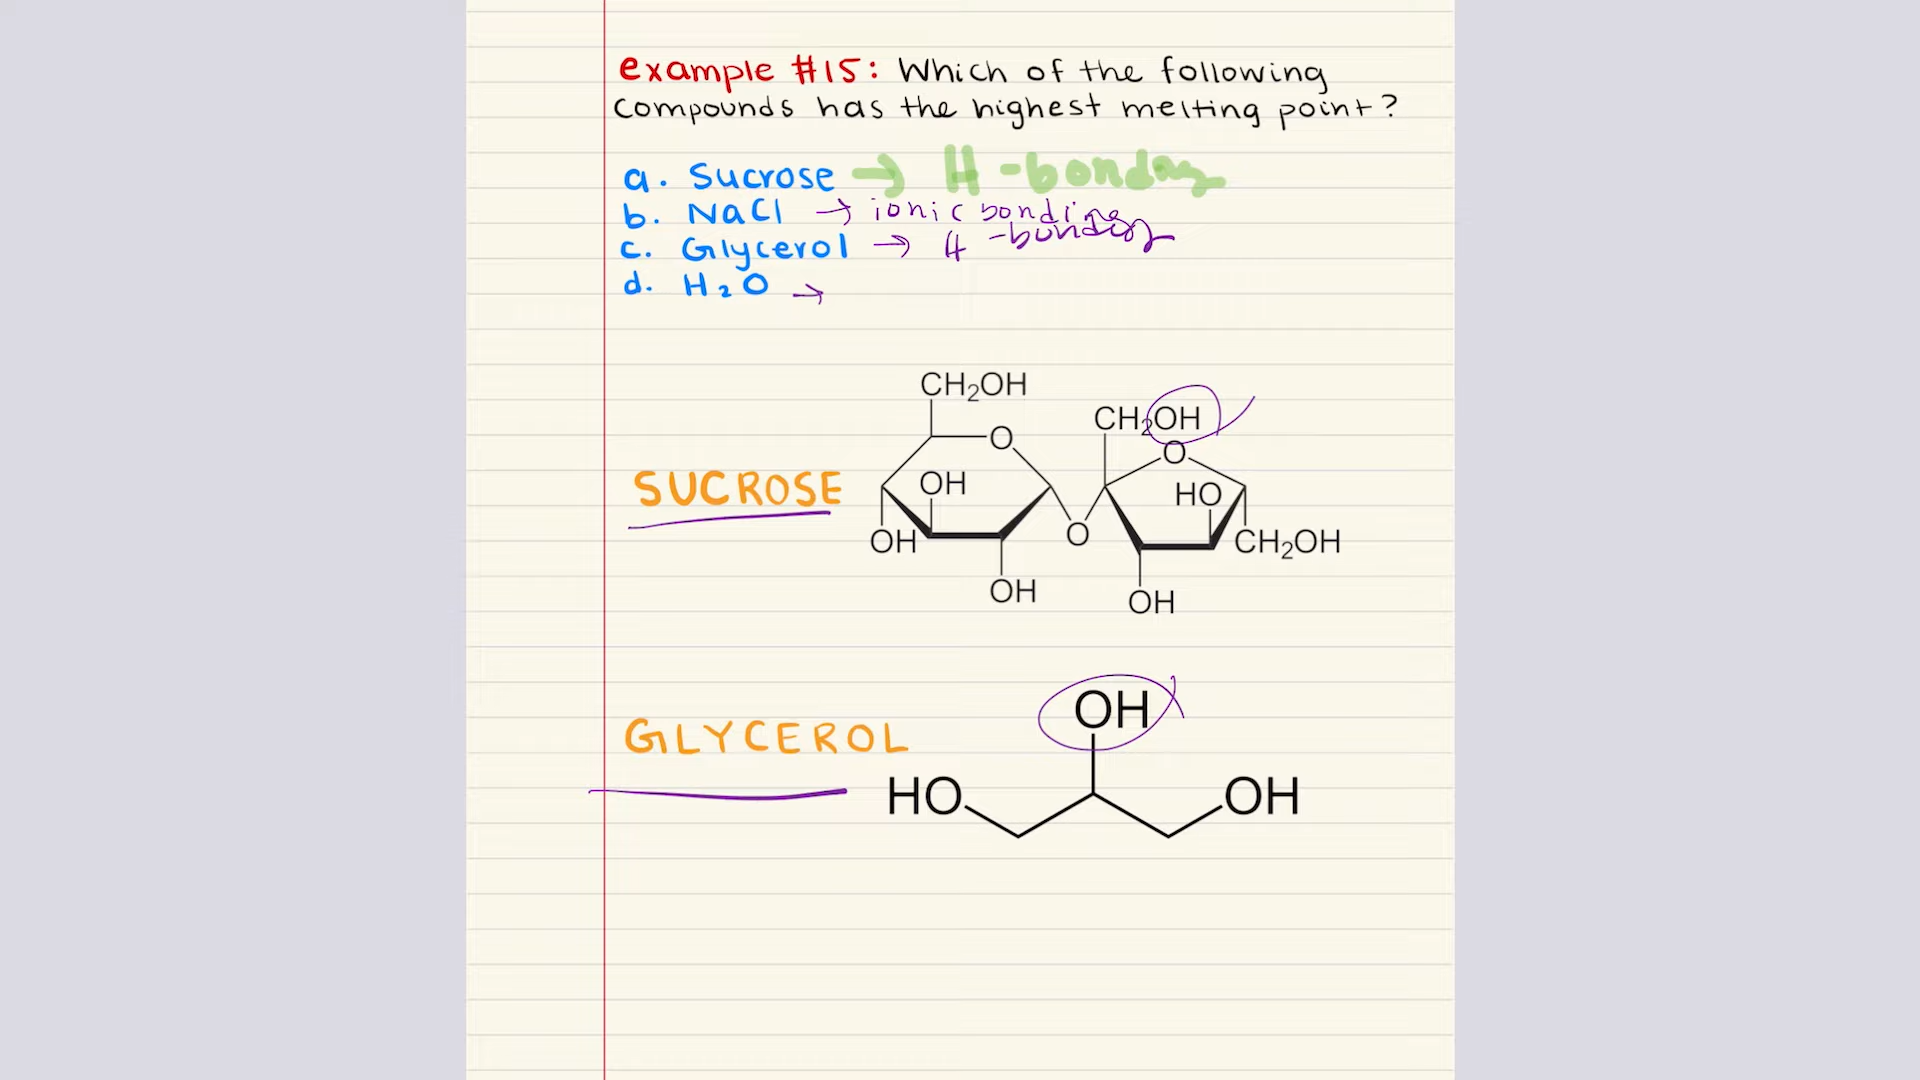 example #15: Which of the following
compounds has the highest melting point?
a. Sucrose → H-bonding
b. NaCl → ionic bonding
c. Glycerol → H-bonding
d. H₂O →
CH₂OH
CH₂OH
O
O
SUCROSE
OH
HO
OH
O
CH₂OH
OH
OH
GLYCEROL
OH
HO
OH